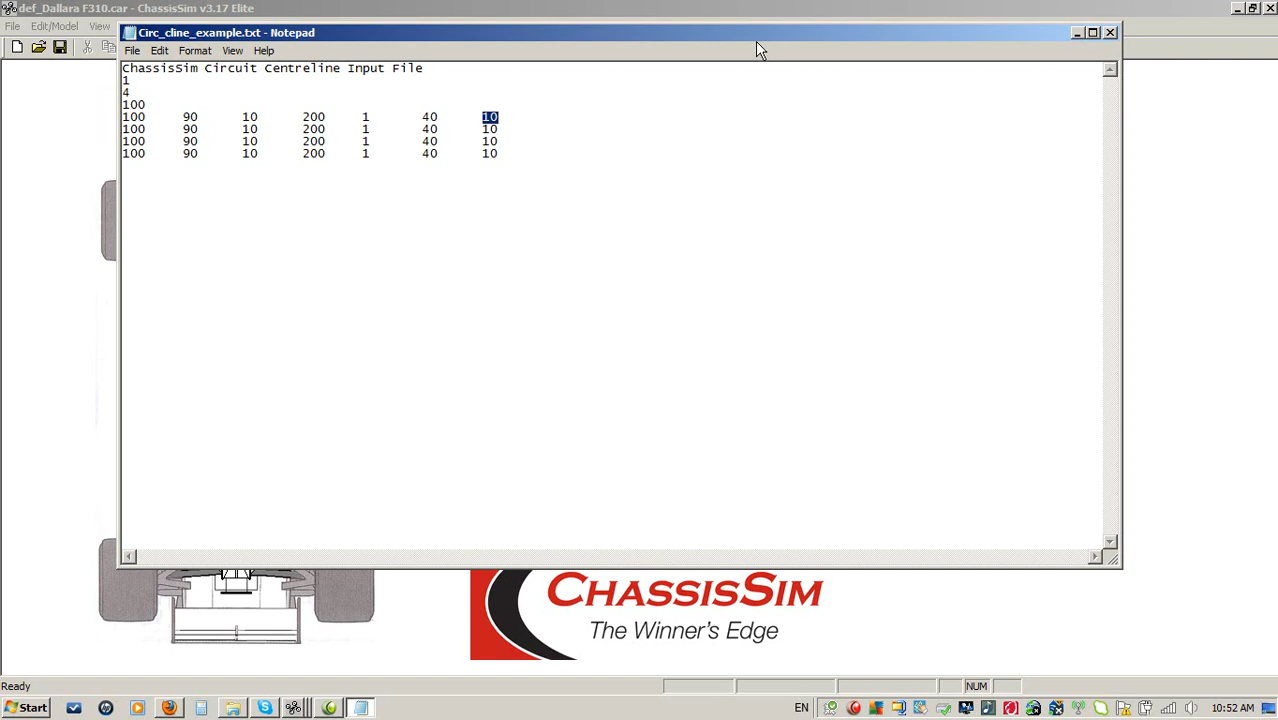 def_Dallara F310.car - ChassisSim v3.17 Elite
File Edit/Model View
Circ_cline_example.txt - Notepad
File Edit Format View Help
ChassisSim Circuit Centreline Input File
1
4
100
100 90 10 200 1 40 10
100 90 10 200 1 40 10
100 90 10 200 1 40 10
100 90 10 200 1 40 10
CHASSISSIM
The Winner's Edge
Ready
NUM
Start
EN
10:52 AM